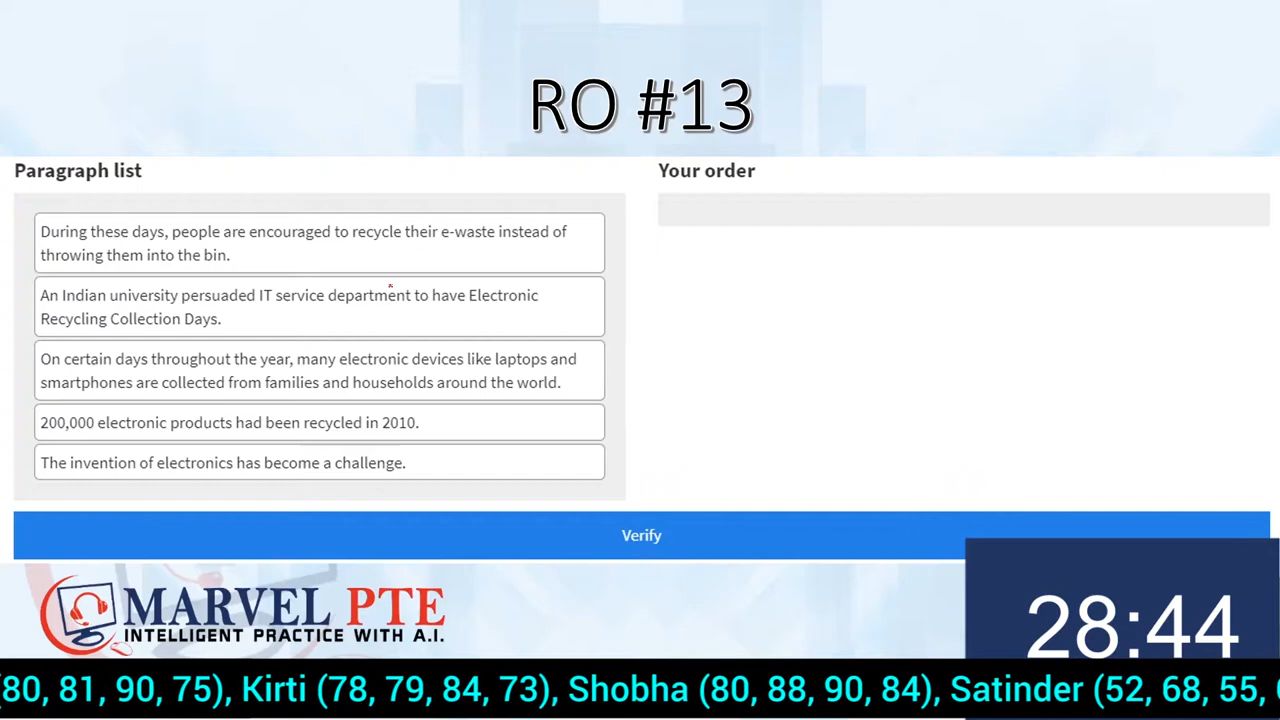 RO #13
Paragraph list
Your order
During these days, people are encouraged to recycle their e-waste instead of
throwing them into the bin.
An Indian university persuaded IT service department to have Electronic
Recycling Collection Days.
On certain days throughout the year, many electronic devices like laptops and
smartphones are collected from families and households around the world.
200,000 electronic products had been recycled in 2010.
The invention of electronics has become a challenge.
Verify
MARVEL PTE
INTELLIGENT PRACTICE WITH A.I.
28:44
(80, 81, 90, 75), Kirti (78, 79, 84, 73), Shobha (80, 88, 90, 84), Satinder (52, 68, 55,